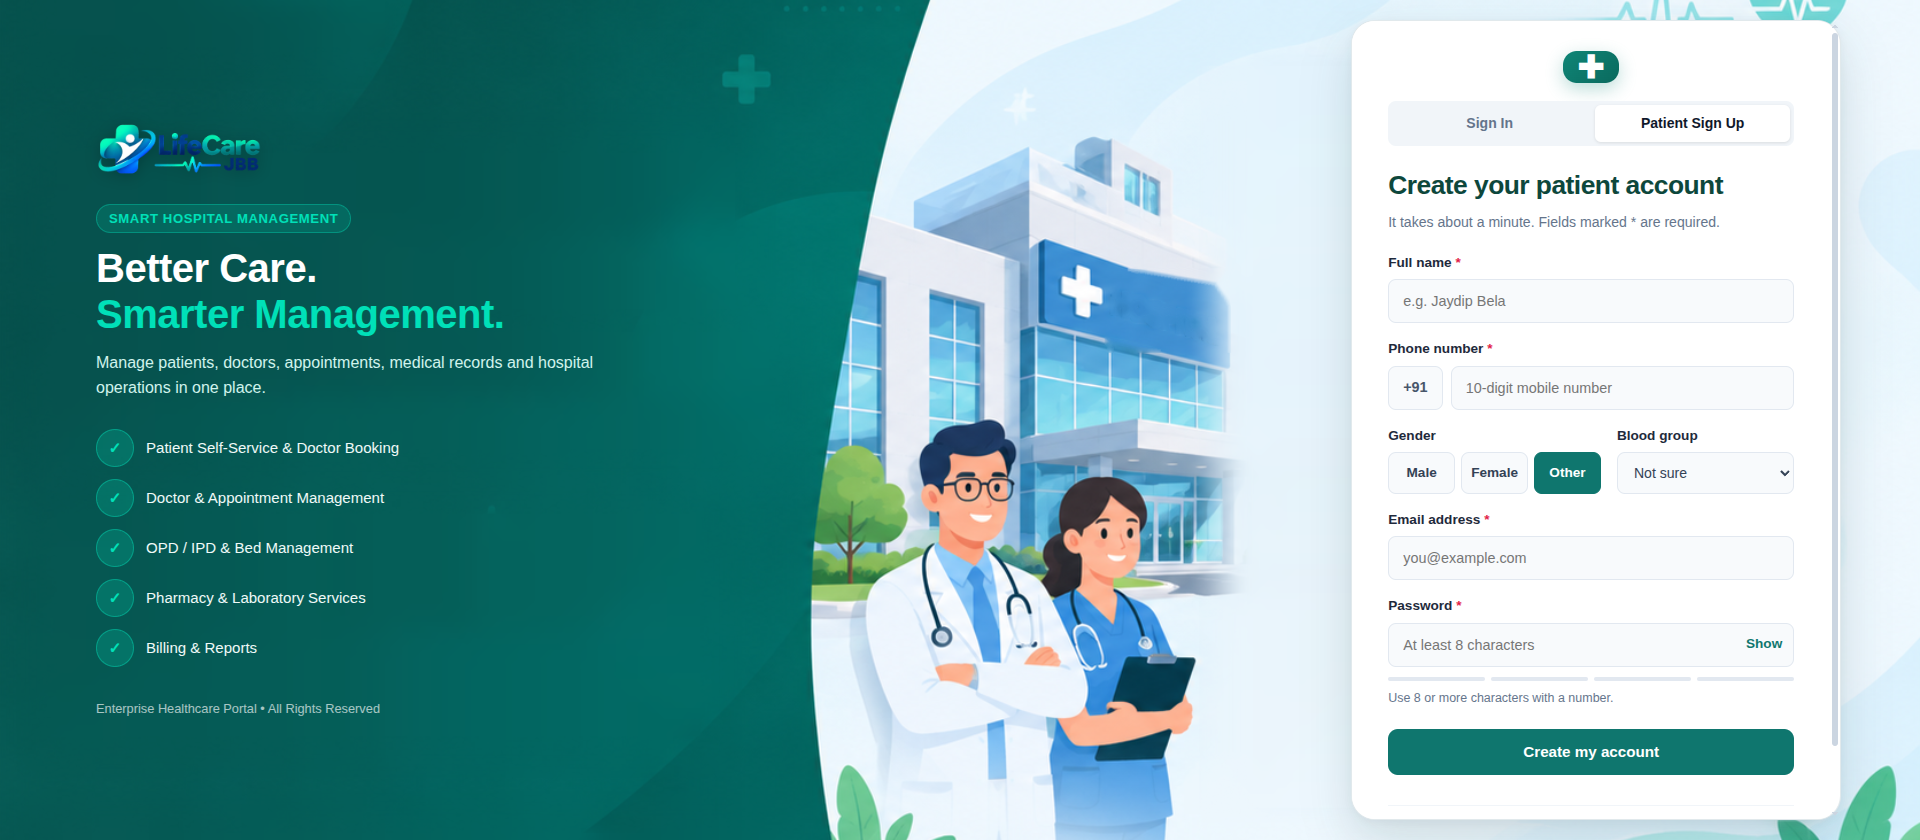 LifeCare
JBB
SMART HOSPITAL MANAGEMENT
Better Care.
Smarter Management.
Manage patients, doctors, appointments, medical records and hospital
operations in one place.
✓ Patient Self-Service & Doctor Booking
✓ Doctor & Appointment Management
✓ OPD / IPD & Bed Management
✓ Pharmacy & Laboratory Services
✓ Billing & Reports
Enterprise Healthcare Portal • All Rights Reserved
Sign In Patient Sign Up
Create your patient account
It takes about a minute. Fields marked * are required.
Full name *
e.g. Jaydip Bela
Phone number *
+91 10-digit mobile number
Gender Blood group
Male Female Other Not sure
Email address *
you@example.com
Password *
At least 8 characters Show
Use 8 or more characters with a number.
Create my account